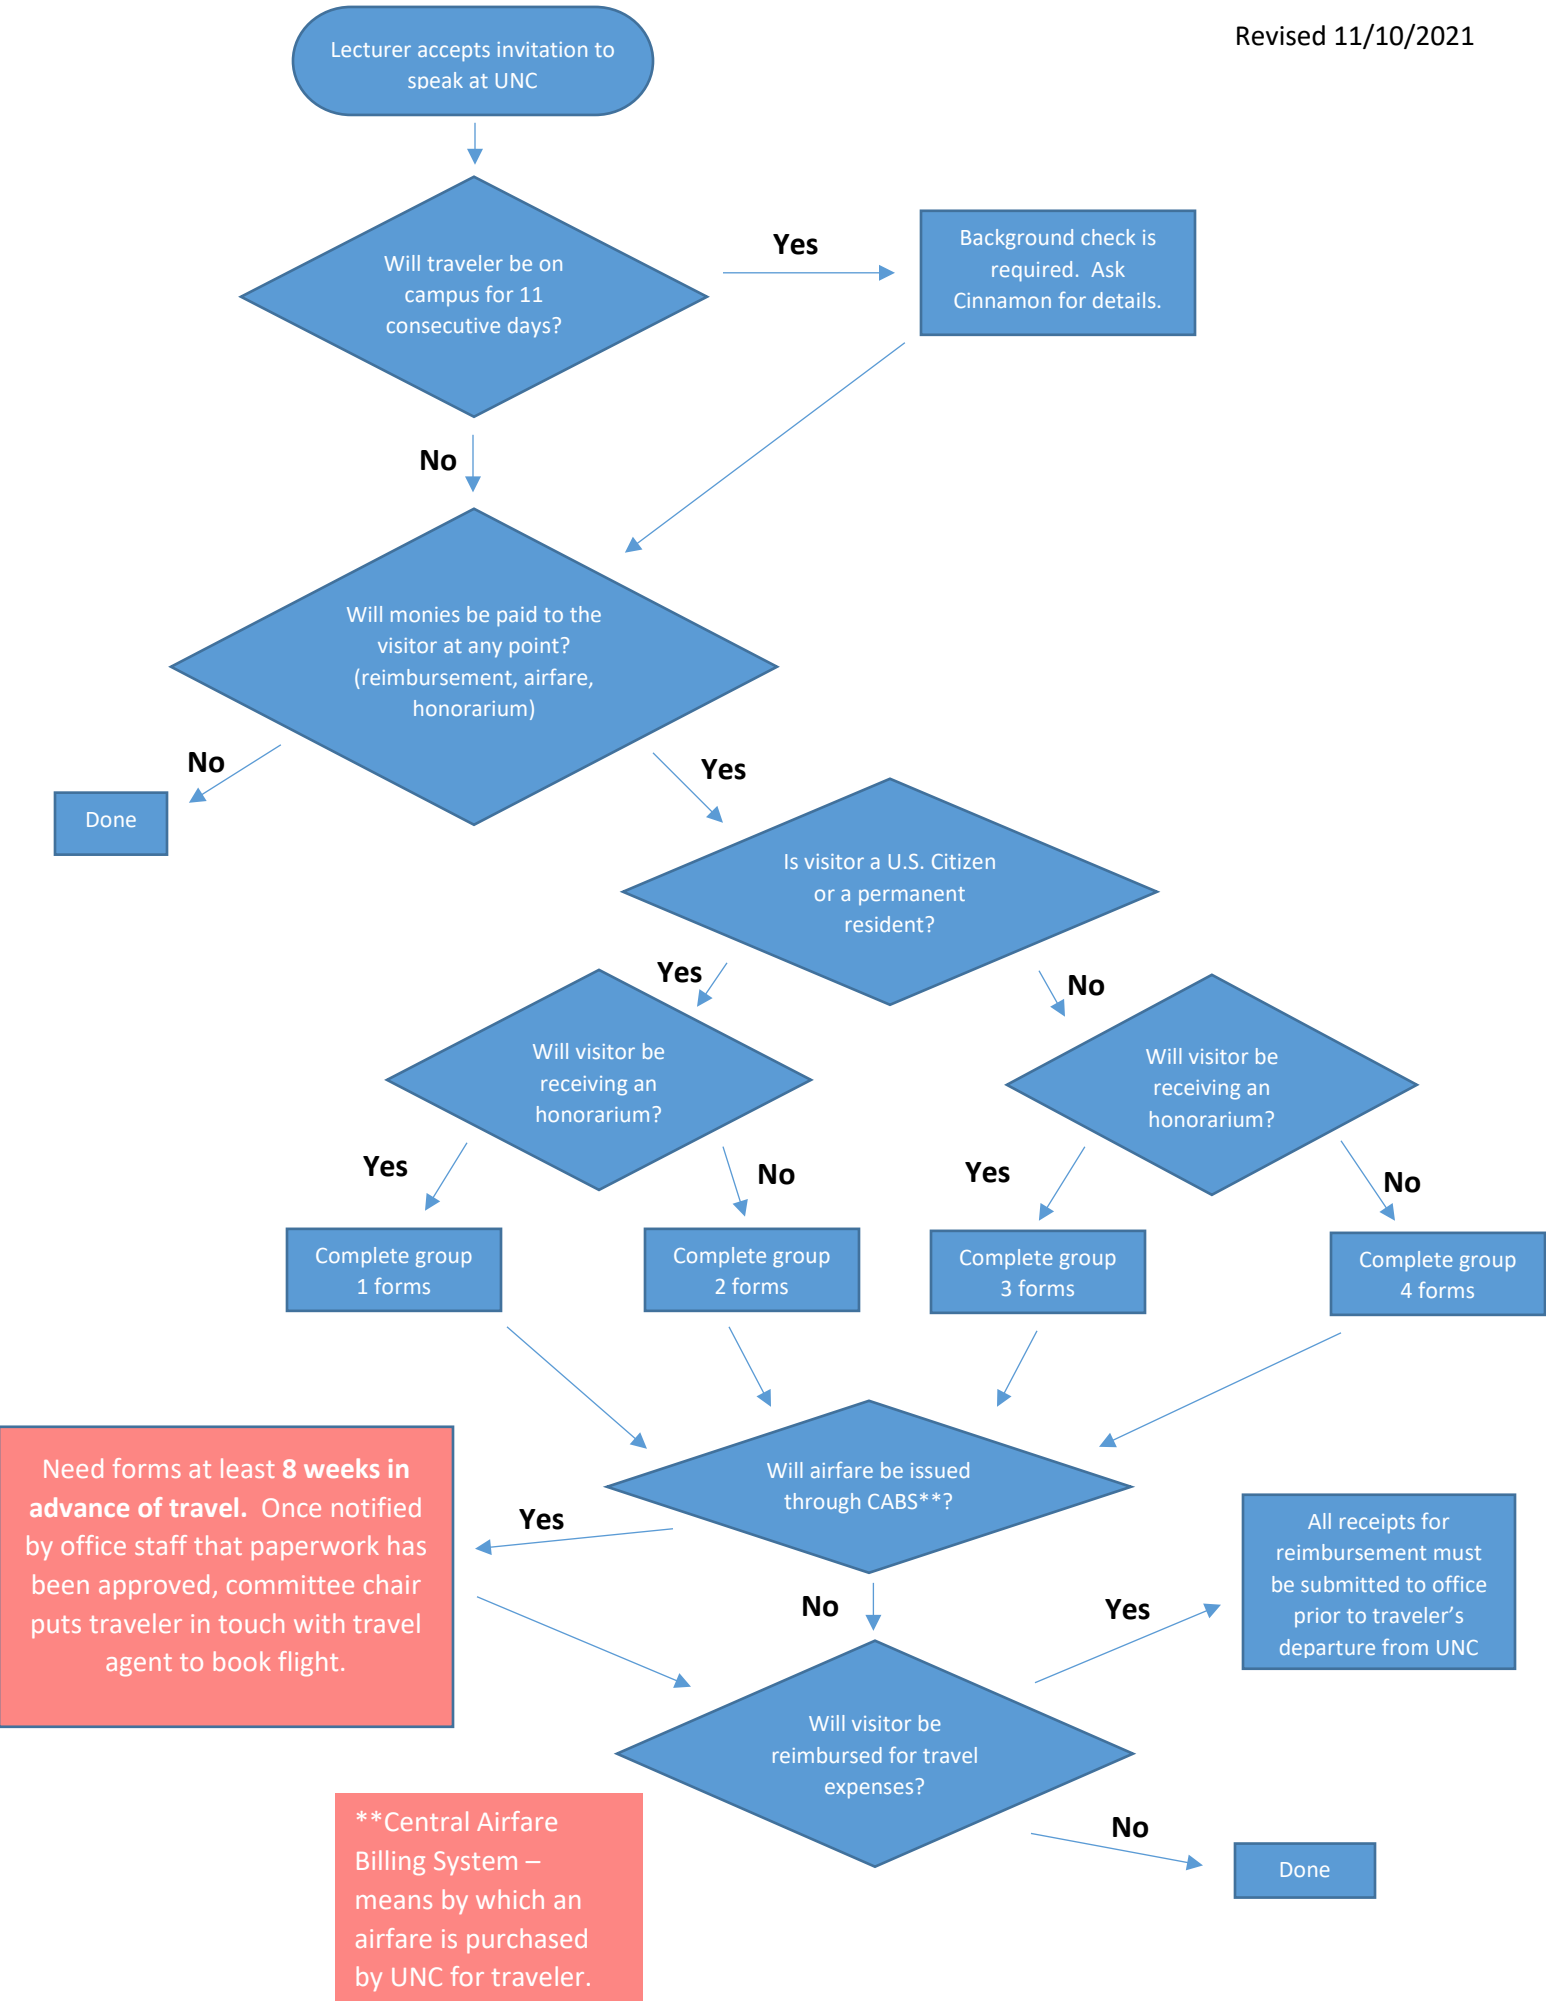 Revised 11/10/2021
Lecturer accepts invitation to
speak at UNC
Will traveler be on
campus for 11
consecutive days?
Yes
Background check is
required.  Ask
Cinnamon for details.
No
Will monies be paid to the
visitor at any point?
(reimbursement, airfare,
honorarium)
No
Done
Yes
Is visitor a U.S. Citizen
or a permanent
resident?
Yes
No
Will visitor be
receiving an
honorarium?
Will visitor be
receiving an
honorarium?
Yes
No
Yes
No
Complete group
1 forms
Complete group
2 forms
Complete group
3 forms
Complete group
4 forms
Will airfare be issued
through CABS**?
Yes
Need forms at least 8 weeks in
advance of travel.  Once notified
by office staff that paperwork has
been approved, committee chair
puts traveler in touch with travel
agent to book flight.
No
Will visitor be
reimbursed for travel
expenses?
Yes
All receipts for
reimbursement must
be submitted to office
prior to traveler’s
departure from UNC
No
Done
**Central Airfare
Billing System –
means by which an
airfare is purchased
by UNC for traveler.